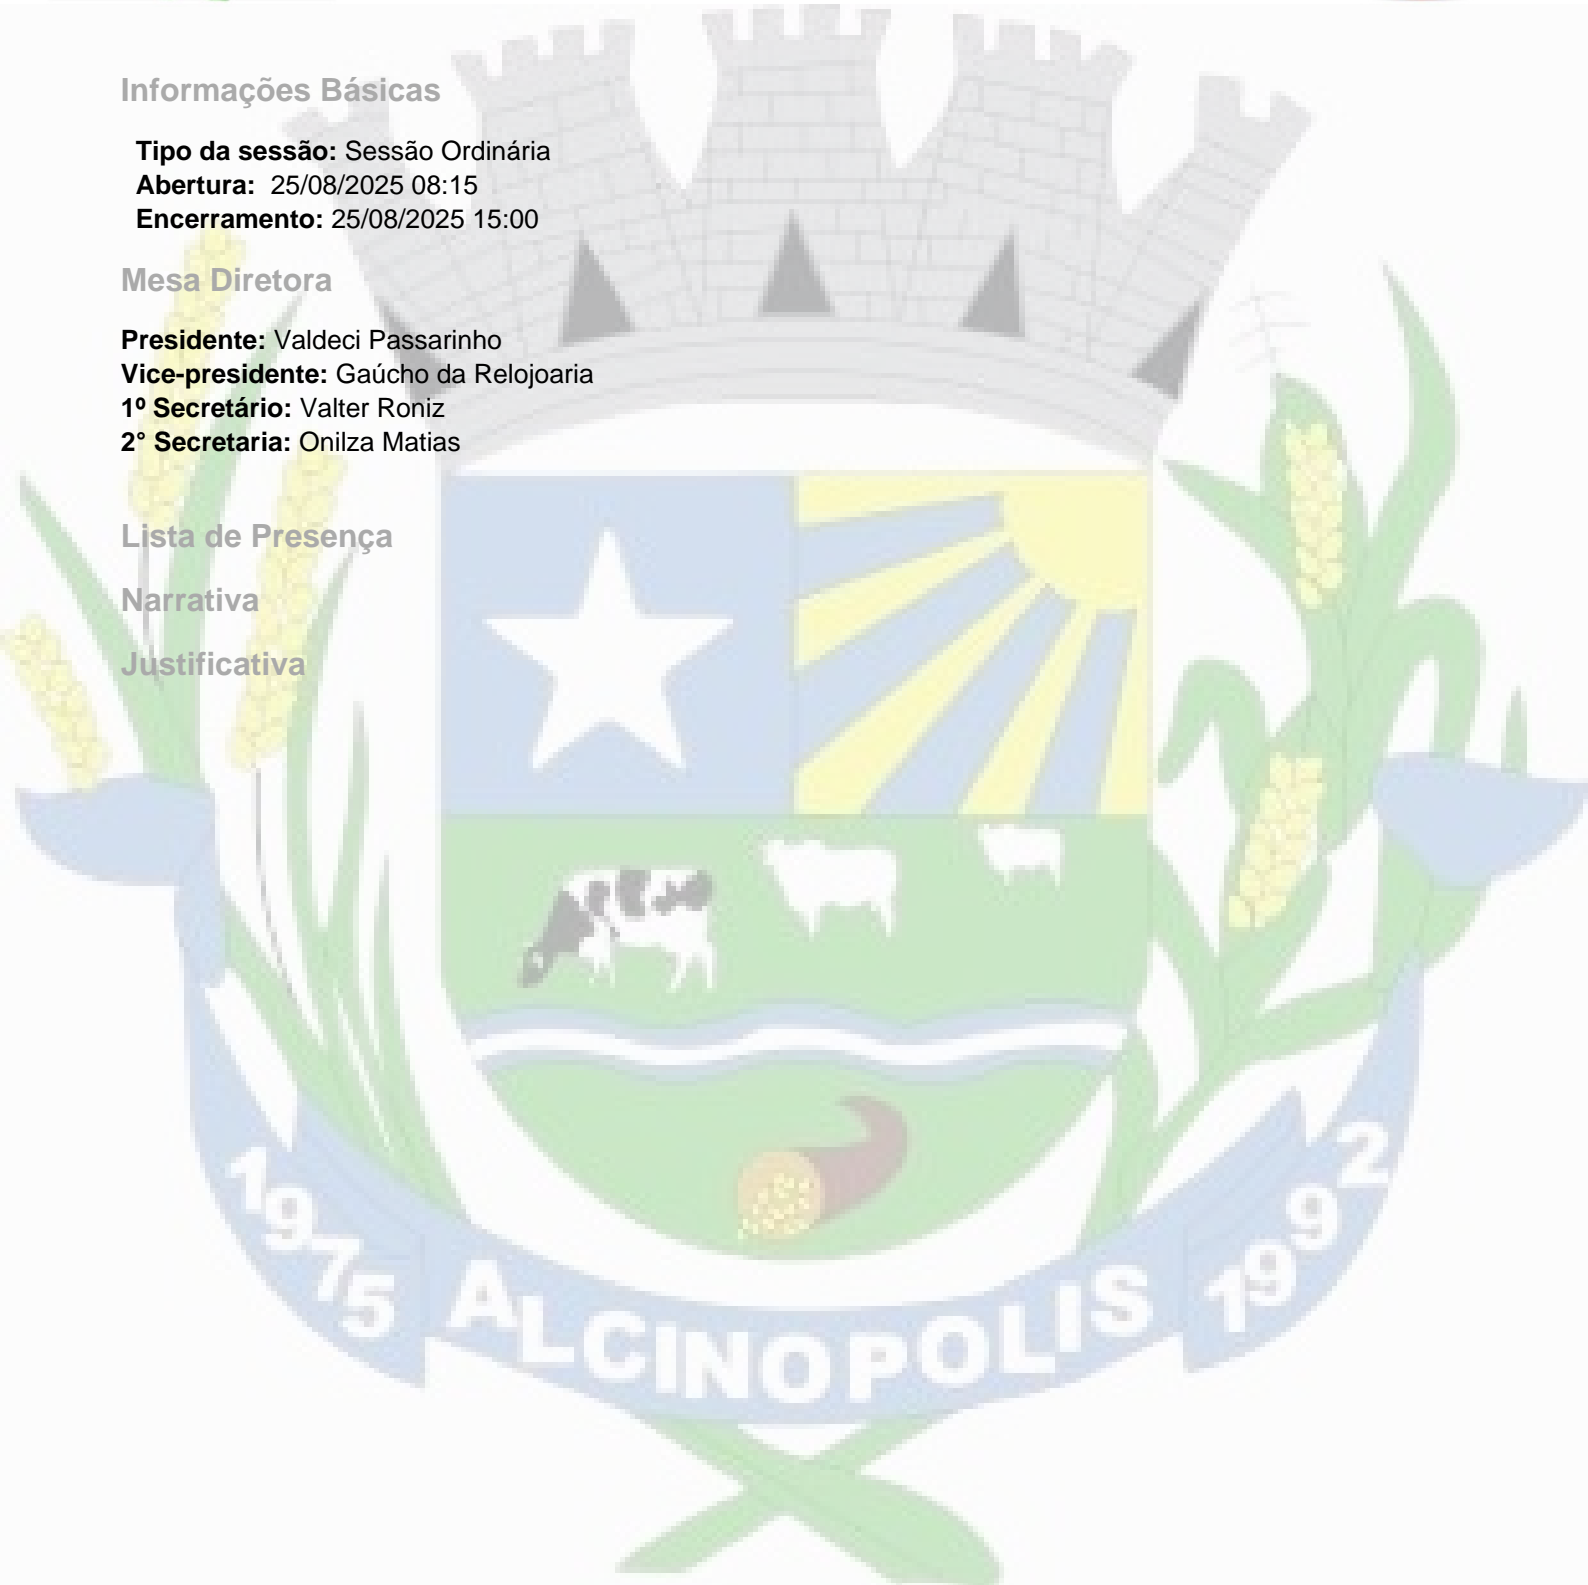 Informações Básicas
Tipo da sessão: Sessão Ordinária
Abertura: 25/08/2025 08:15
Encerramento: 25/08/2025 15:00
Mesa Diretora
Presidente: Valdeci Passarinho
Vice-presidente: Gaúcho da Relojoaria
1º Secretário: Valter Roniz
2° Secretaria: Onilza Matias
Lista de Presença
Narrativa
Justificativa
1975 ALCINOPOLIS 1992